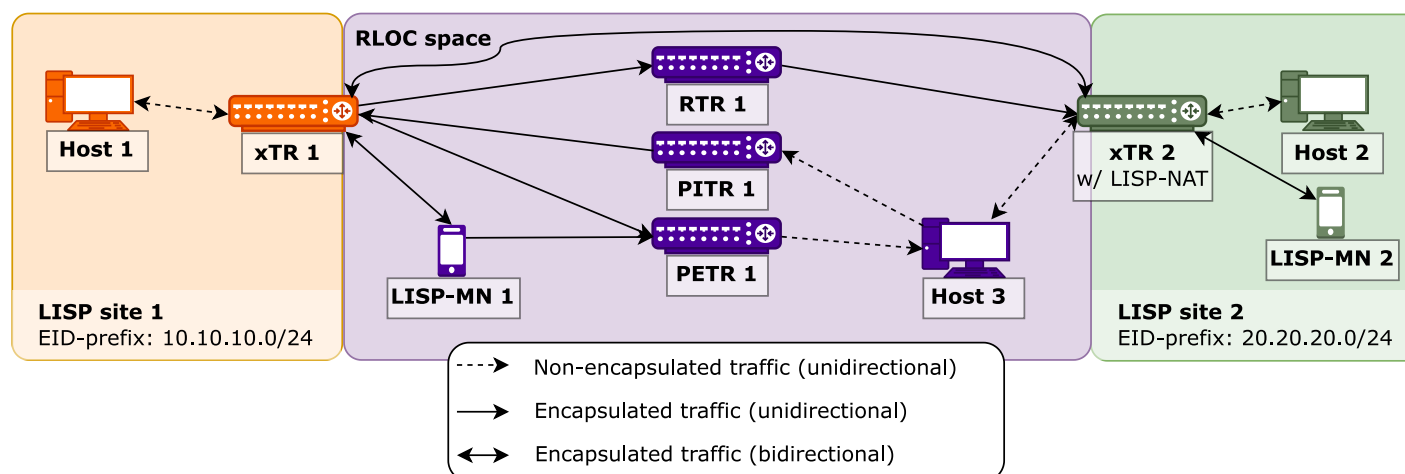 RLOC space
Host 1
xTR 1
RTR 1
PITR 1
PETR 1
LISP-MN 1
Host 3
xTR 2
w/ LISP-NAT
Host 2
LISP-MN 2
LISP site 1
EID-prefix: 10.10.10.0/24
LISP site 2
EID-prefix: 20.20.20.0/24
Non-encapsulated traffic (unidirectional)
Encapsulated traffic (unidirectional)
Encapsulated traffic (bidirectional)